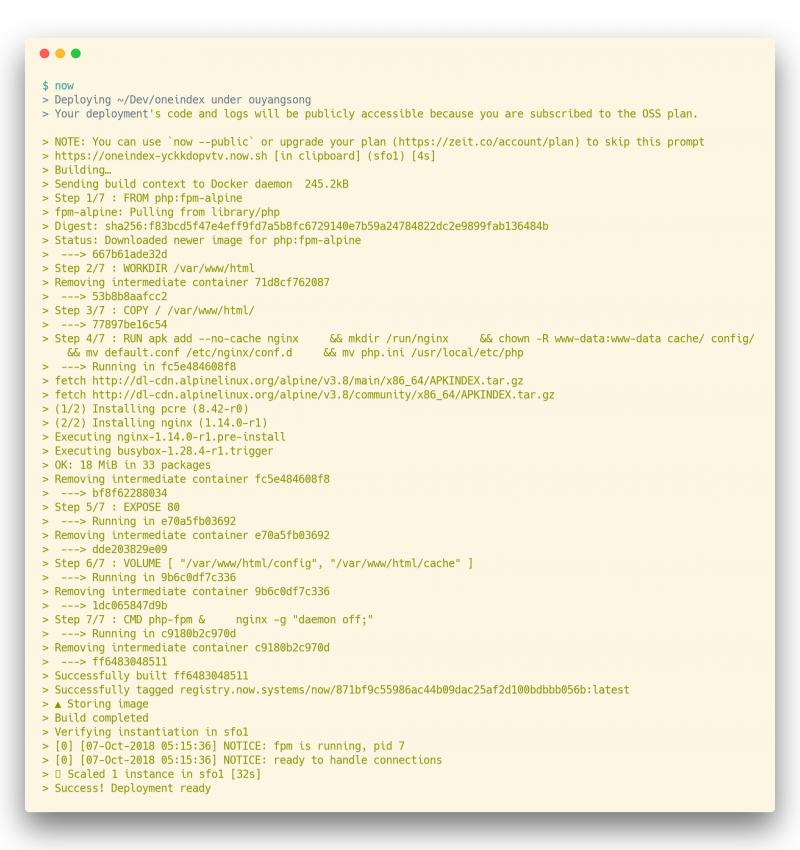 $ now
> Deploying ~/Dev/oneindex under ouyangsong
> Your deployment's code and logs will be publicly accessible because you are subscribed to the OSS plan.
> NOTE: You can use `now --public` or upgrade your plan (https://zeit.co/account/plan) to skip this prompt
> https://oneindex-yckkdopvtv.now.sh [in clipboard] (sfo1) [4s]
> Building…
> Sending build context to Docker daemon  245.2kB
> Step 1/7 : FROM php:fpm-alpine
> fpm-alpine: Pulling from library/php
> Digest: sha256:f83bcd5f47e4eff9fd7a5b8fc6729140e7b59a24784822dc2e9899fab136484b
> Status: Downloaded newer image for php:fpm-alpine
>  ---> 667b61ade32d
> Step 2/7 : WORKDIR /var/www/html
> Removing intermediate container 71d8cf762087
>  ---> 53b8b8aafcc2
> Step 3/7 : COPY / /var/www/html/
>  ---> 77897be16c54
> Step 4/7 : RUN apk add --no-cache nginx     && mkdir /run/nginx     && chown -R www-data:www-data cache/ config/
    && mv default.conf /etc/nginx/conf.d     && mv php.ini /usr/local/etc/php
>  ---> Running in fc5e484608f8
> fetch http://dl-cdn.alpinelinux.org/alpine/v3.8/main/x86_64/APKINDEX.tar.gz
> fetch http://dl-cdn.alpinelinux.org/alpine/v3.8/community/x86_64/APKINDEX.tar.gz
> (1/2) Installing pcre (8.42-r0)
> (2/2) Installing nginx (1.14.0-r1)
> Executing nginx-1.14.0-r1.pre-install
> Executing busybox-1.28.4-r1.trigger
> OK: 18 MiB in 33 packages
> Removing intermediate container fc5e484608f8
>  ---> bf8f62288034
> Step 5/7 : EXPOSE 80
>  ---> Running in e70a5fb03692
> Removing intermediate container e70a5fb03692
>  ---> dde203829e09
> Step 6/7 : VOLUME [ "/var/www/html/config", "/var/www/html/cache" ]
>  ---> Running in 9b6c0df7c336
> Removing intermediate container 9b6c0df7c336
>  ---> 1dc065847d9b
> Step 7/7 : CMD php-fpm &     nginx -g "daemon off;"
>  ---> Running in c9180b2c970d
> Removing intermediate container c9180b2c970d
>  ---> ff6483048511
> Successfully built ff6483048511
> Successfully tagged registry.now.systems/now/871bf9c55986ac44b09dac25af2d100bdbbb056b:latest
> ▲ Storing image
> Build completed
> Verifying instantiation in sfo1
> [0] [07-Oct-2018 05:15:36] NOTICE: fpm is running, pid 7
> [0] [07-Oct-2018 05:15:36] NOTICE: ready to handle connections
> ▯ Scaled 1 instance in sfo1 [32s]
> Success! Deployment ready